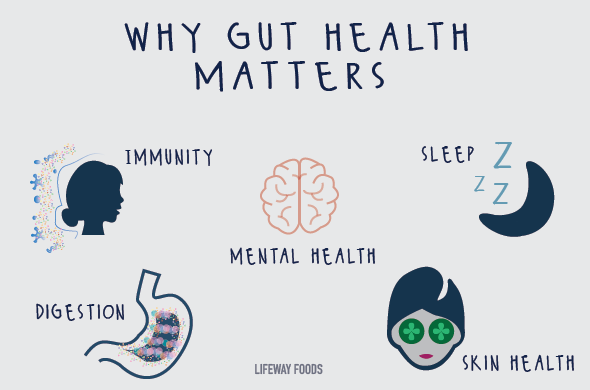 WHY GUT HEALTH
MATTERS
IMMUNITY
SLEEP
Z
Z
Z
MENTAL HEALTH
DIGESTION
SKIN HEALTH
LIFEWAY FOODS